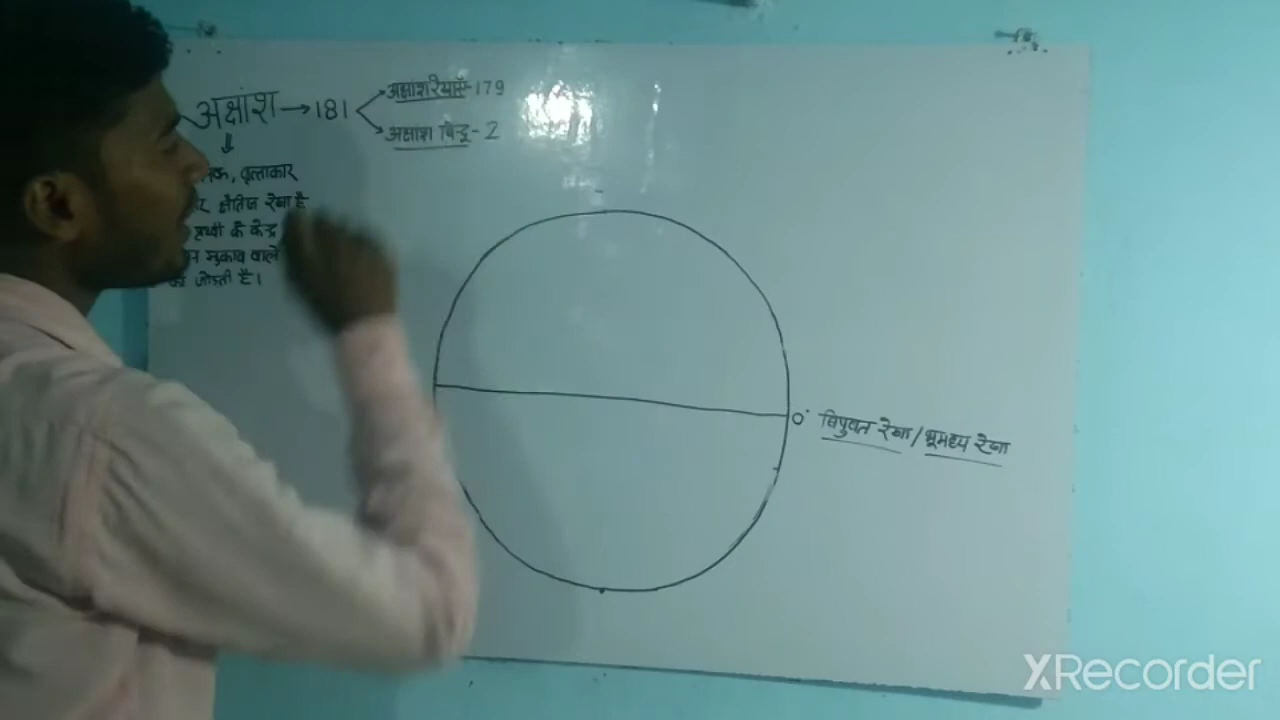 अक्षांश → 181
अक्षांश रेखाएँ - 179
अक्षांश बिन्दू - 2
, वृत्ताकार
क्षैतिज रेखा है
पृथ्वी के केन्द्र
झुकाव वाले
जोड़ती है।
0° विषुवत रेखा / भूमध्य रेखा
XRecorder